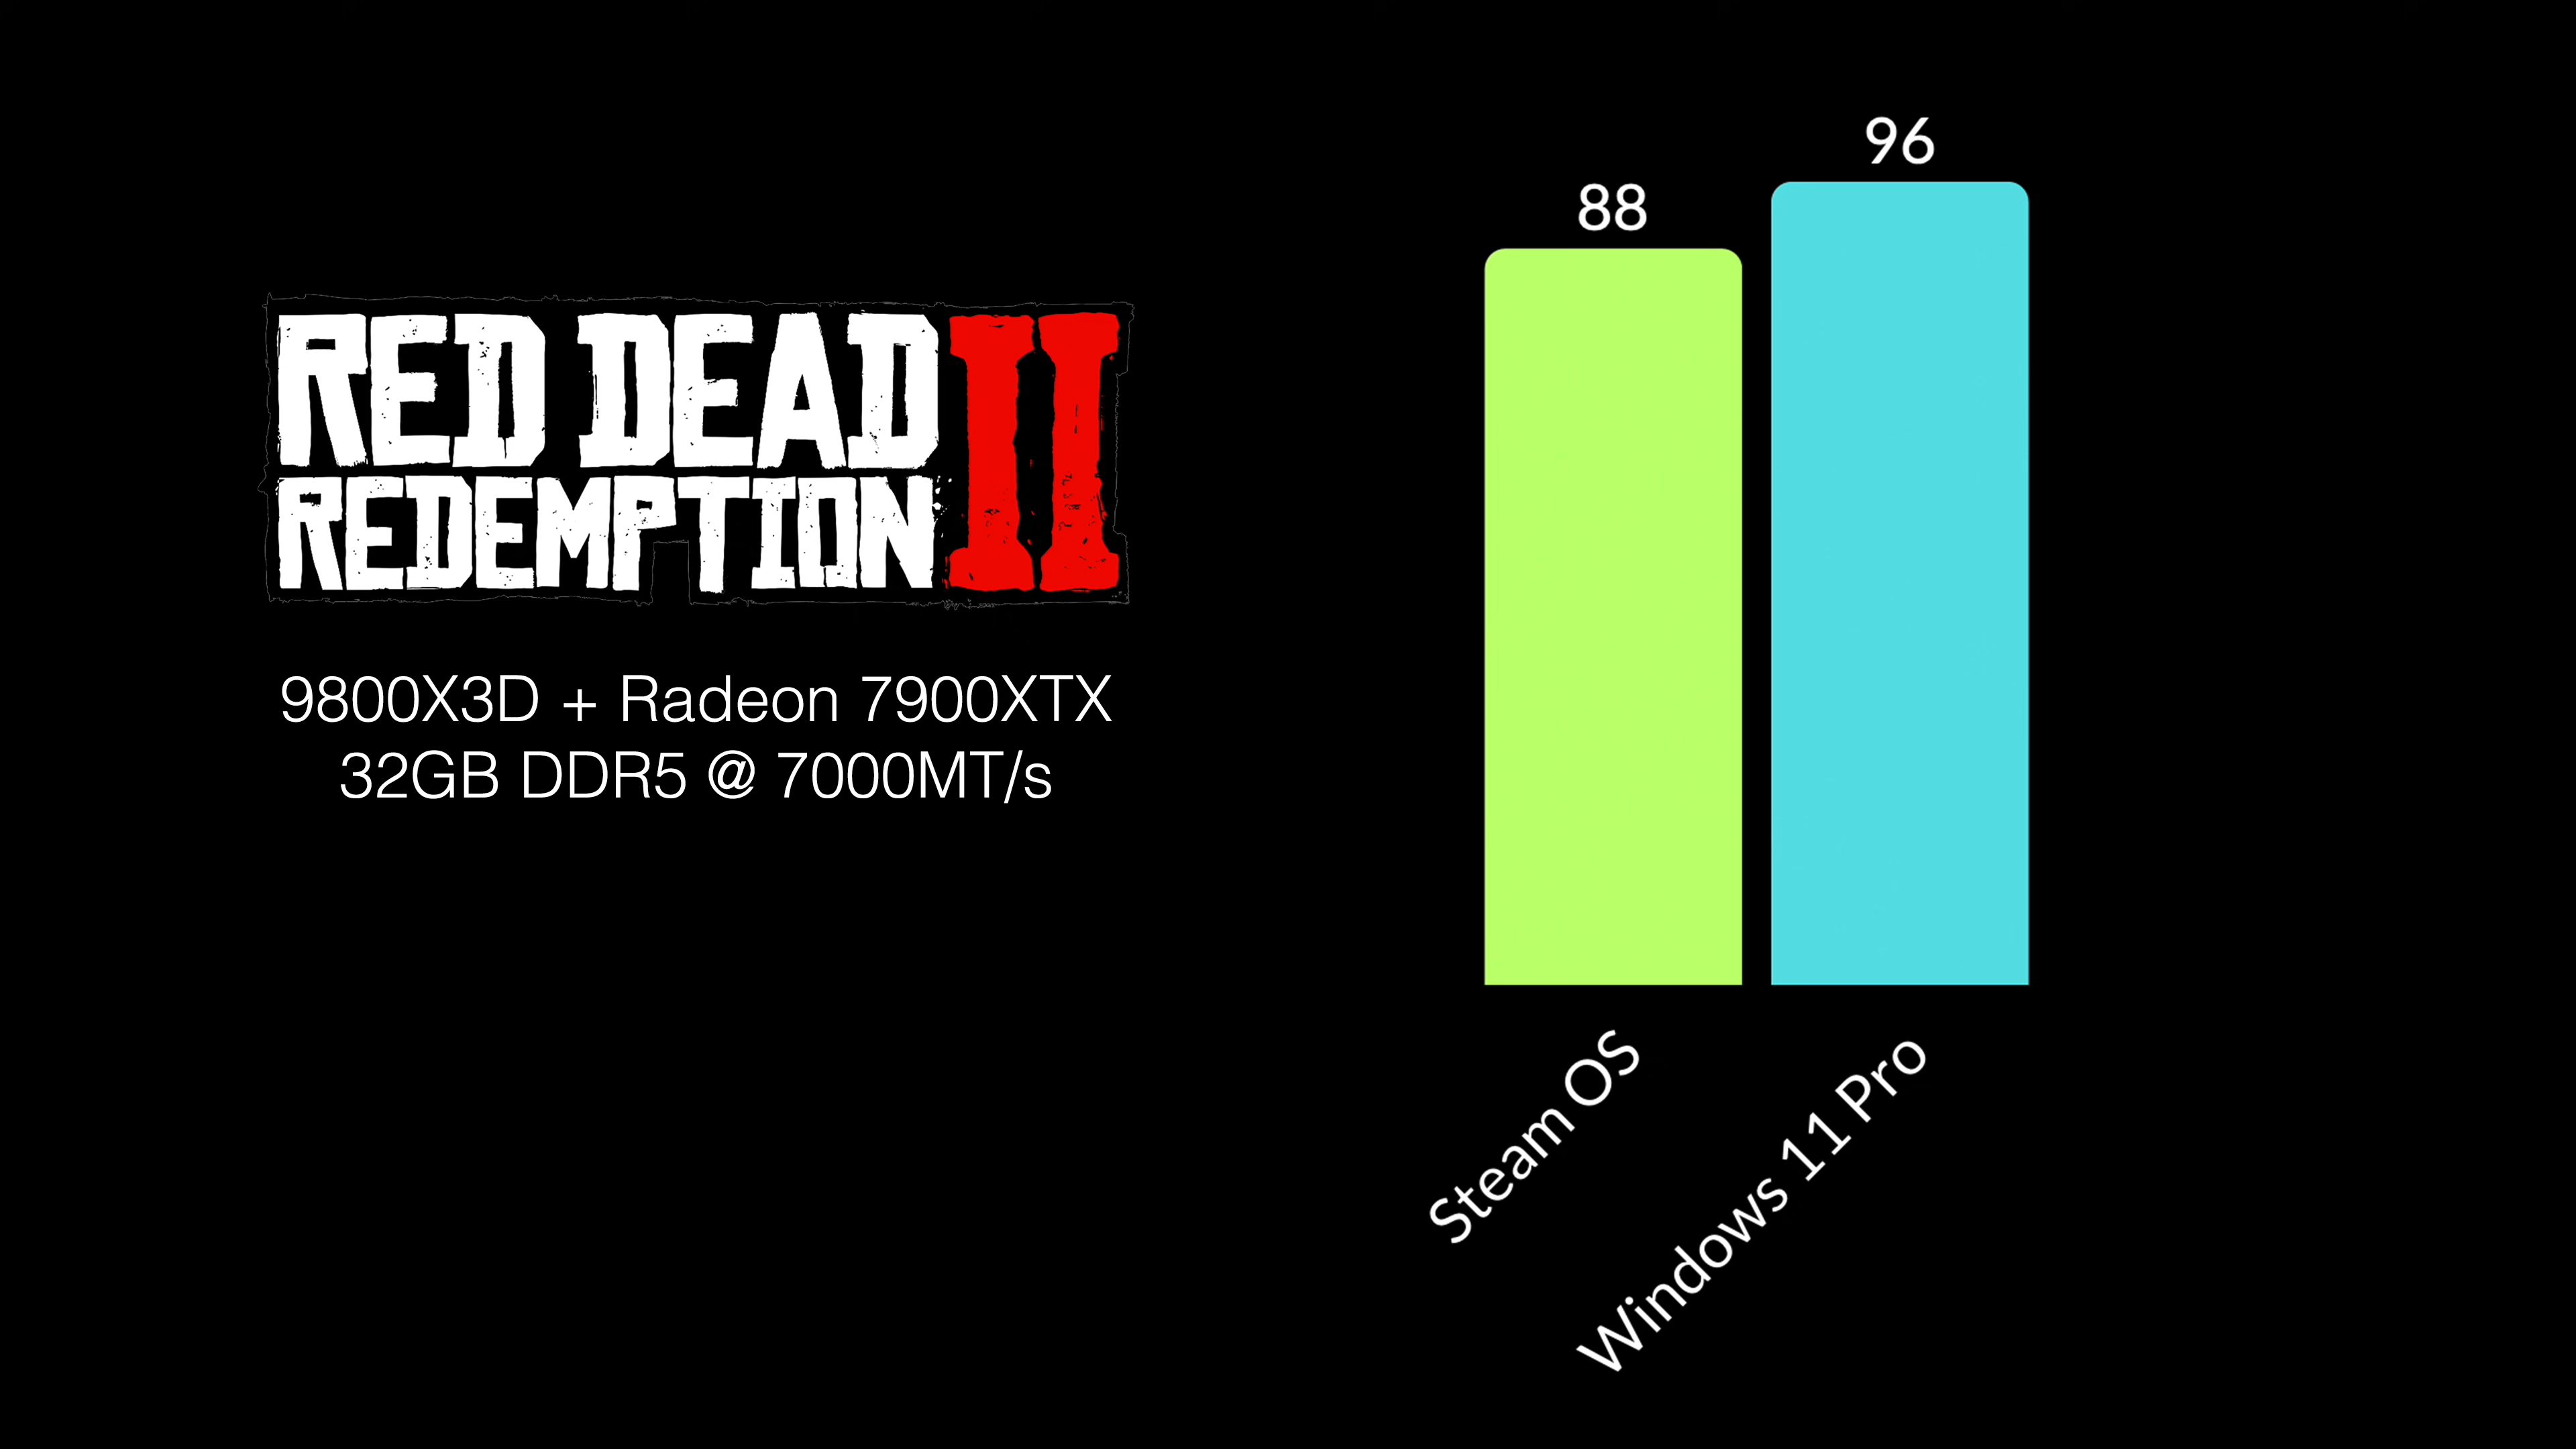 RED DEAD II
REDEMPTION
9800X3D + Radeon 7900XTX
32GB DDR5 @ 7000MT/s
88
96
Steam OS
Windows 11 Pro